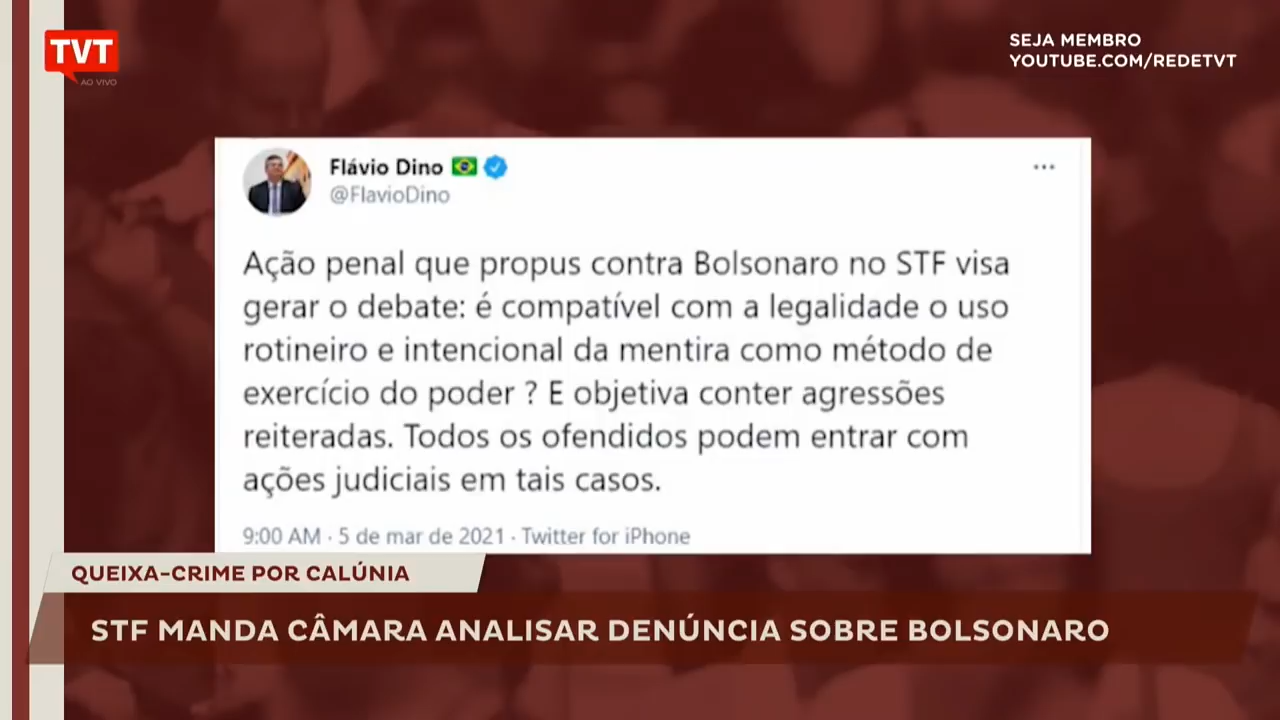 TVT
AO VIVO
SEJA MEMBRO
YOUTUBE.COM/REDETVT
Flávio Dino
@FlavioDino
Ação penal que propus contra Bolsonaro no STF visa
gerar o debate: é compatível com a legalidade o uso
rotineiro e intencional da mentira como método de
exercício do poder ? E objetiva conter agressões
reiteradas. Todos os ofendidos podem entrar com
ações judiciais em tais casos.
9:00 AM · 5 de mar de 2021 · Twitter for iPhone
QUEIXA-CRIME POR CALÚNIA
STF MANDA CÂMARA ANALISAR DENÚNCIA SOBRE BOLSONARO